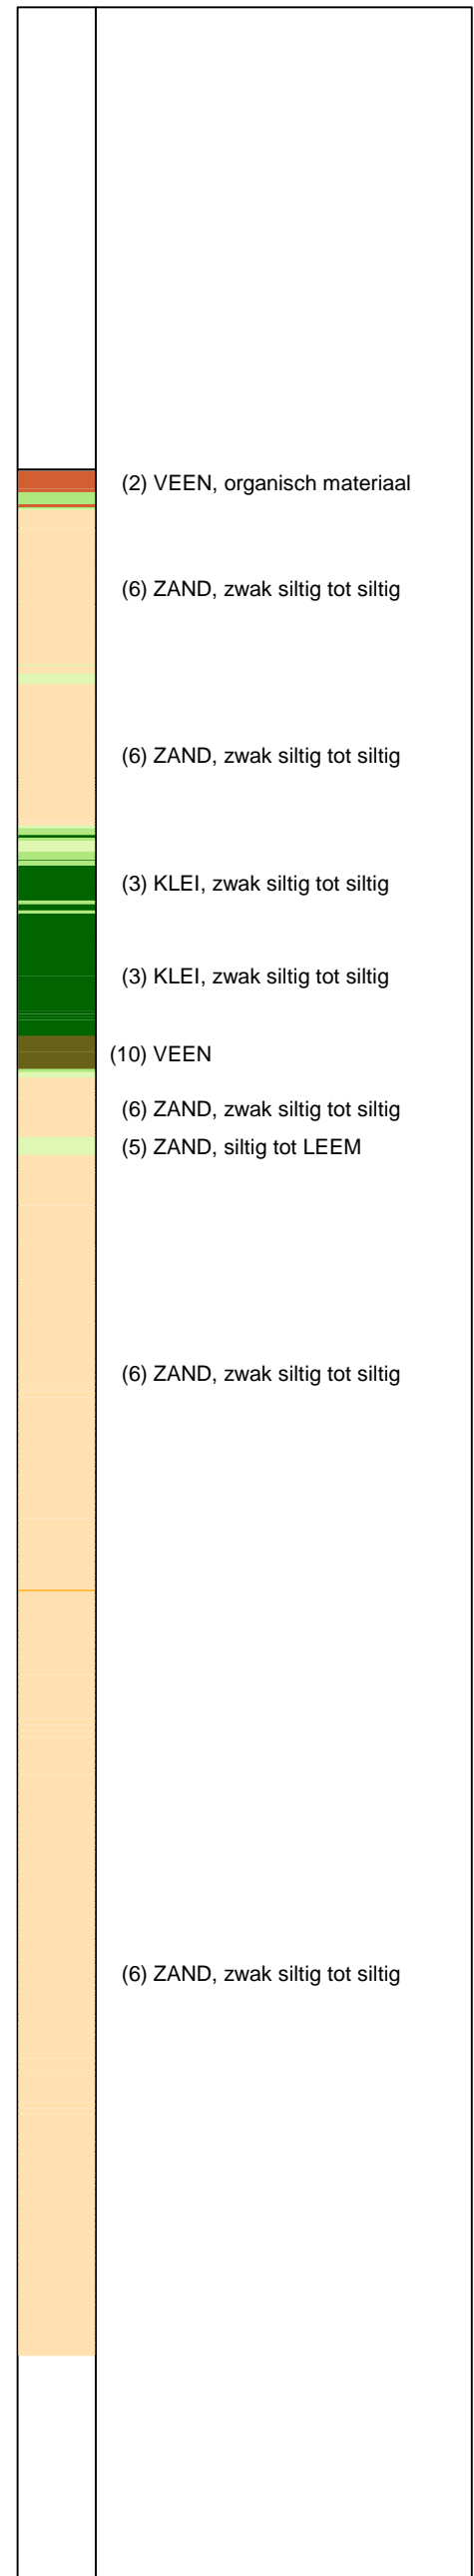 (2) VEEN, organisch materiaal
(6) ZAND, zwak siltig tot siltig
(6) ZAND, zwak siltig tot siltig
(3) KLEI, zwak siltig tot siltig
(3) KLEI, zwak siltig tot siltig
(10) VEEN
(6) ZAND, zwak siltig tot siltig
(5) ZAND, siltig tot LEEM
(6) ZAND, zwak siltig tot siltig
(6) ZAND, zwak siltig tot siltig